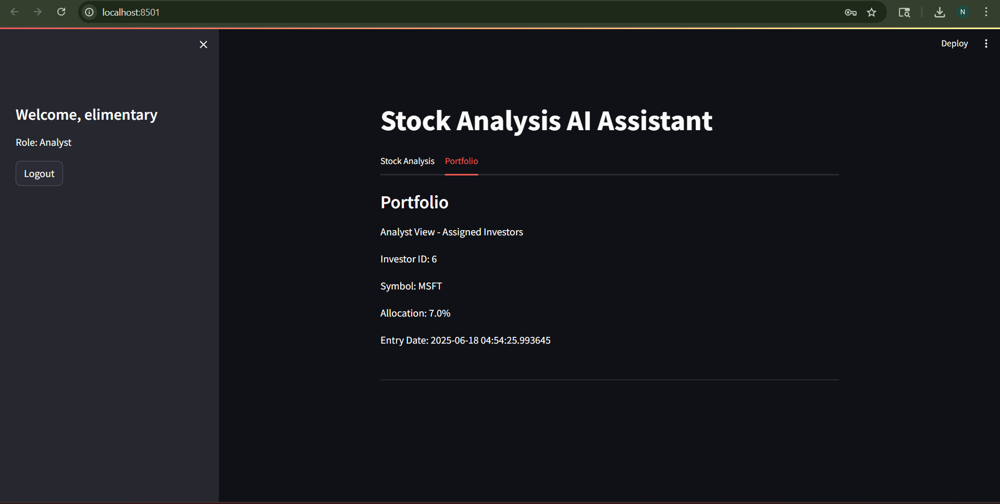 localhost:8501
N
Deploy
Welcome, elimentary
Role: Analyst
Logout
Stock Analysis AI Assistant
Stock Analysis
Portfolio
Portfolio
Analyst View - Assigned Investors
Investor ID: 6
Symbol: MSFT
Allocation: 7.0%
Entry Date: 2025-06-18 04:54:25.993645